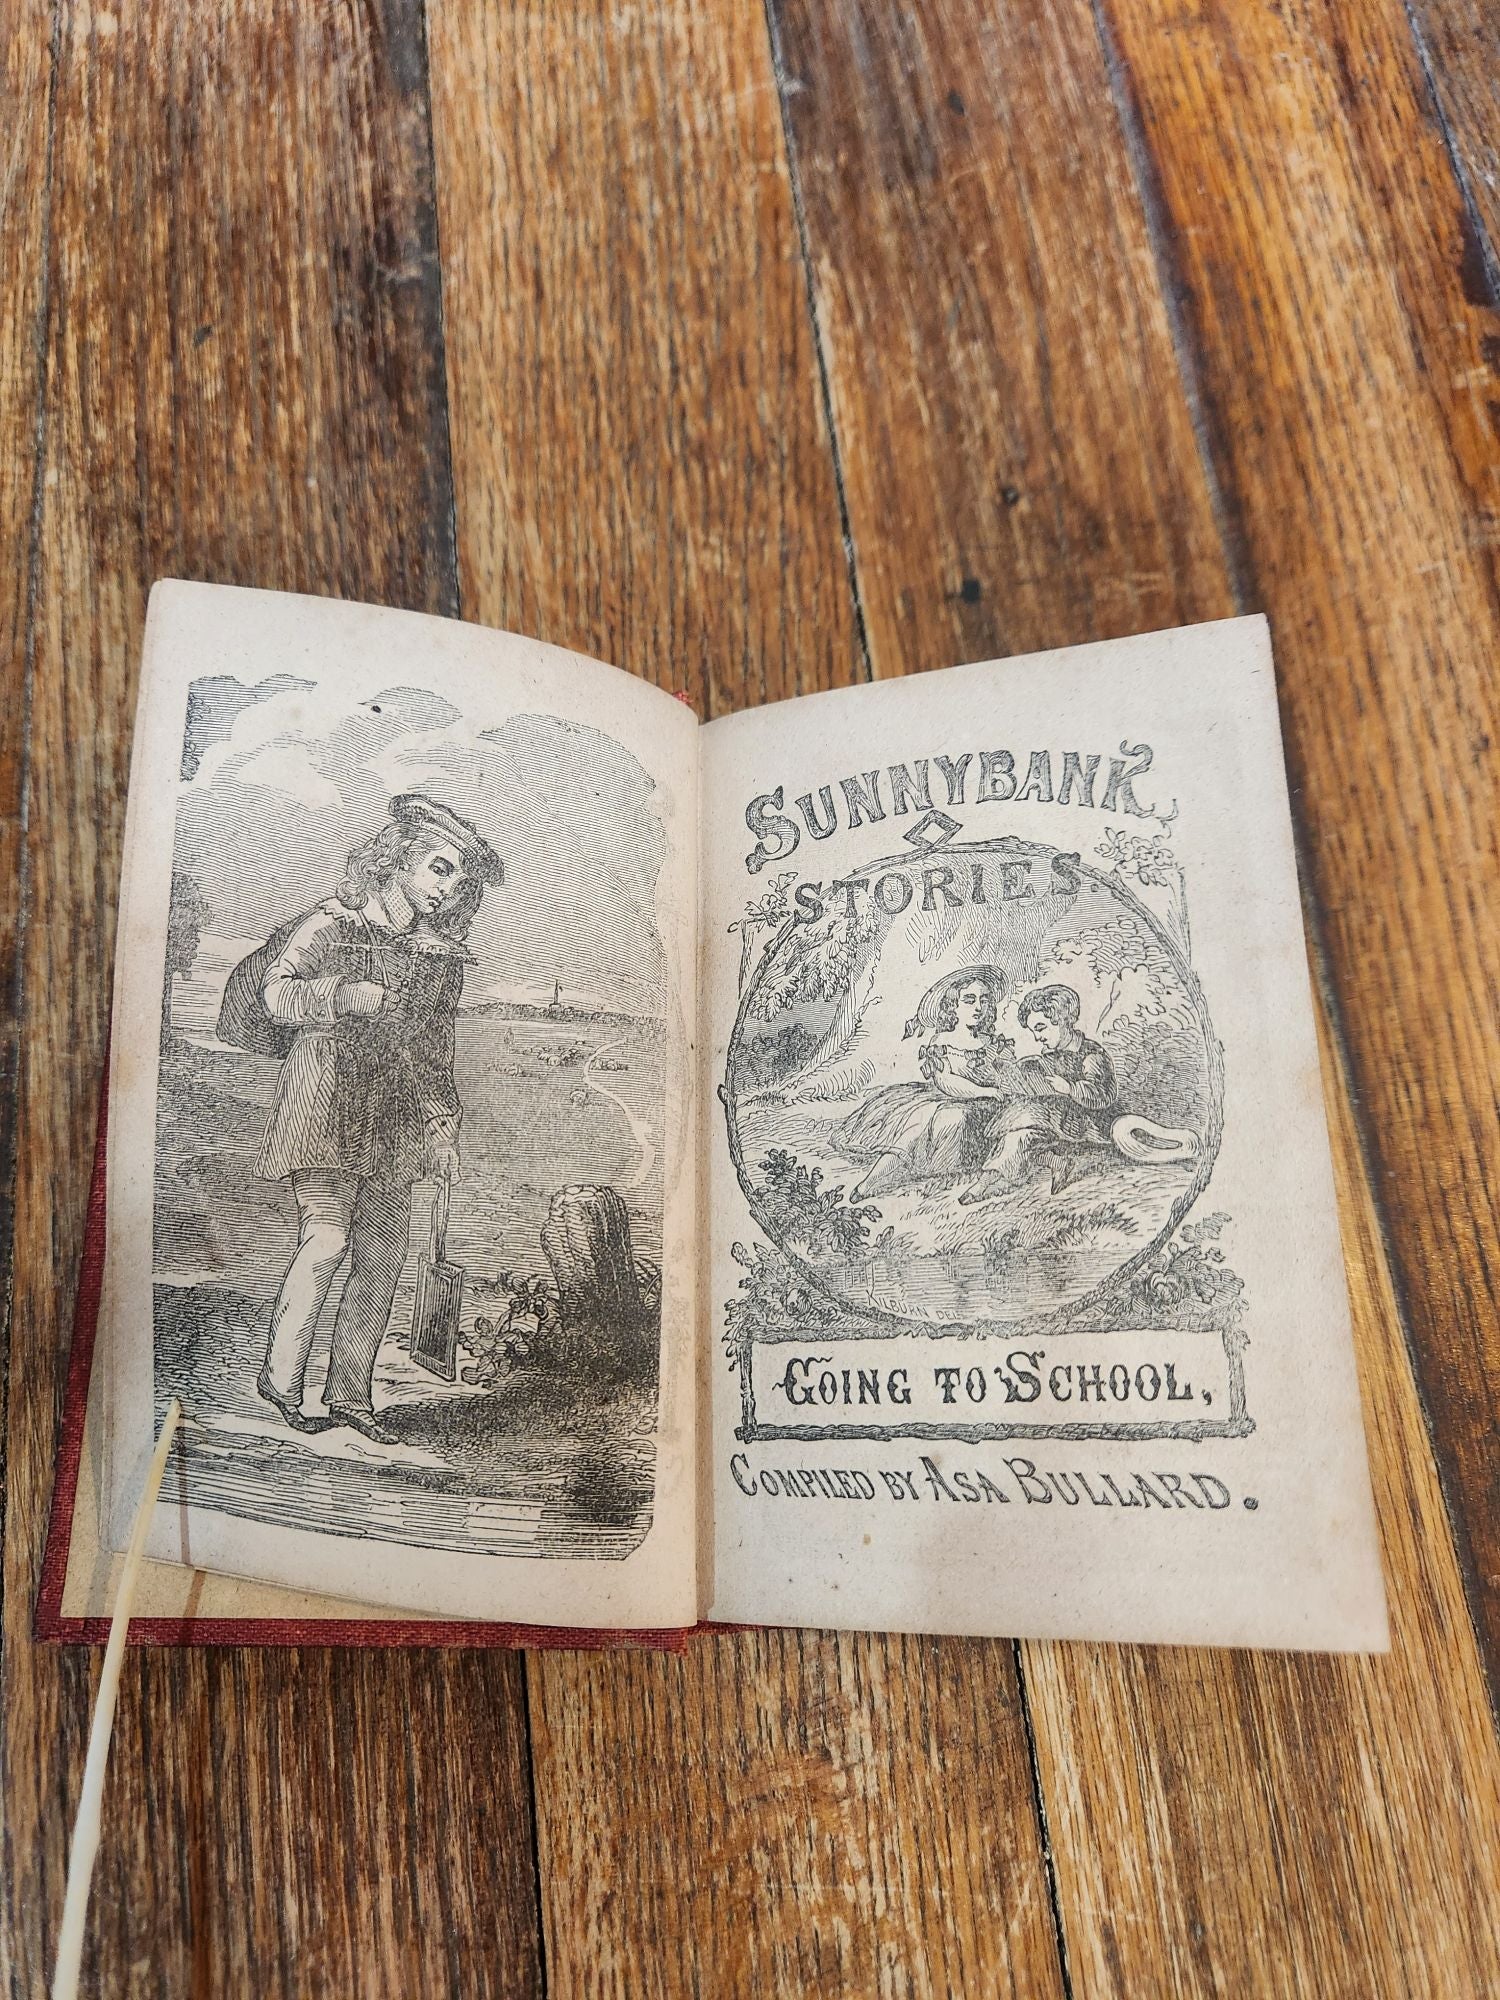 SUNNYBANK
STORIES.
KILBURN DEL
GOING TO SCHOOL,
COMPILED BY ASA BULLARD.